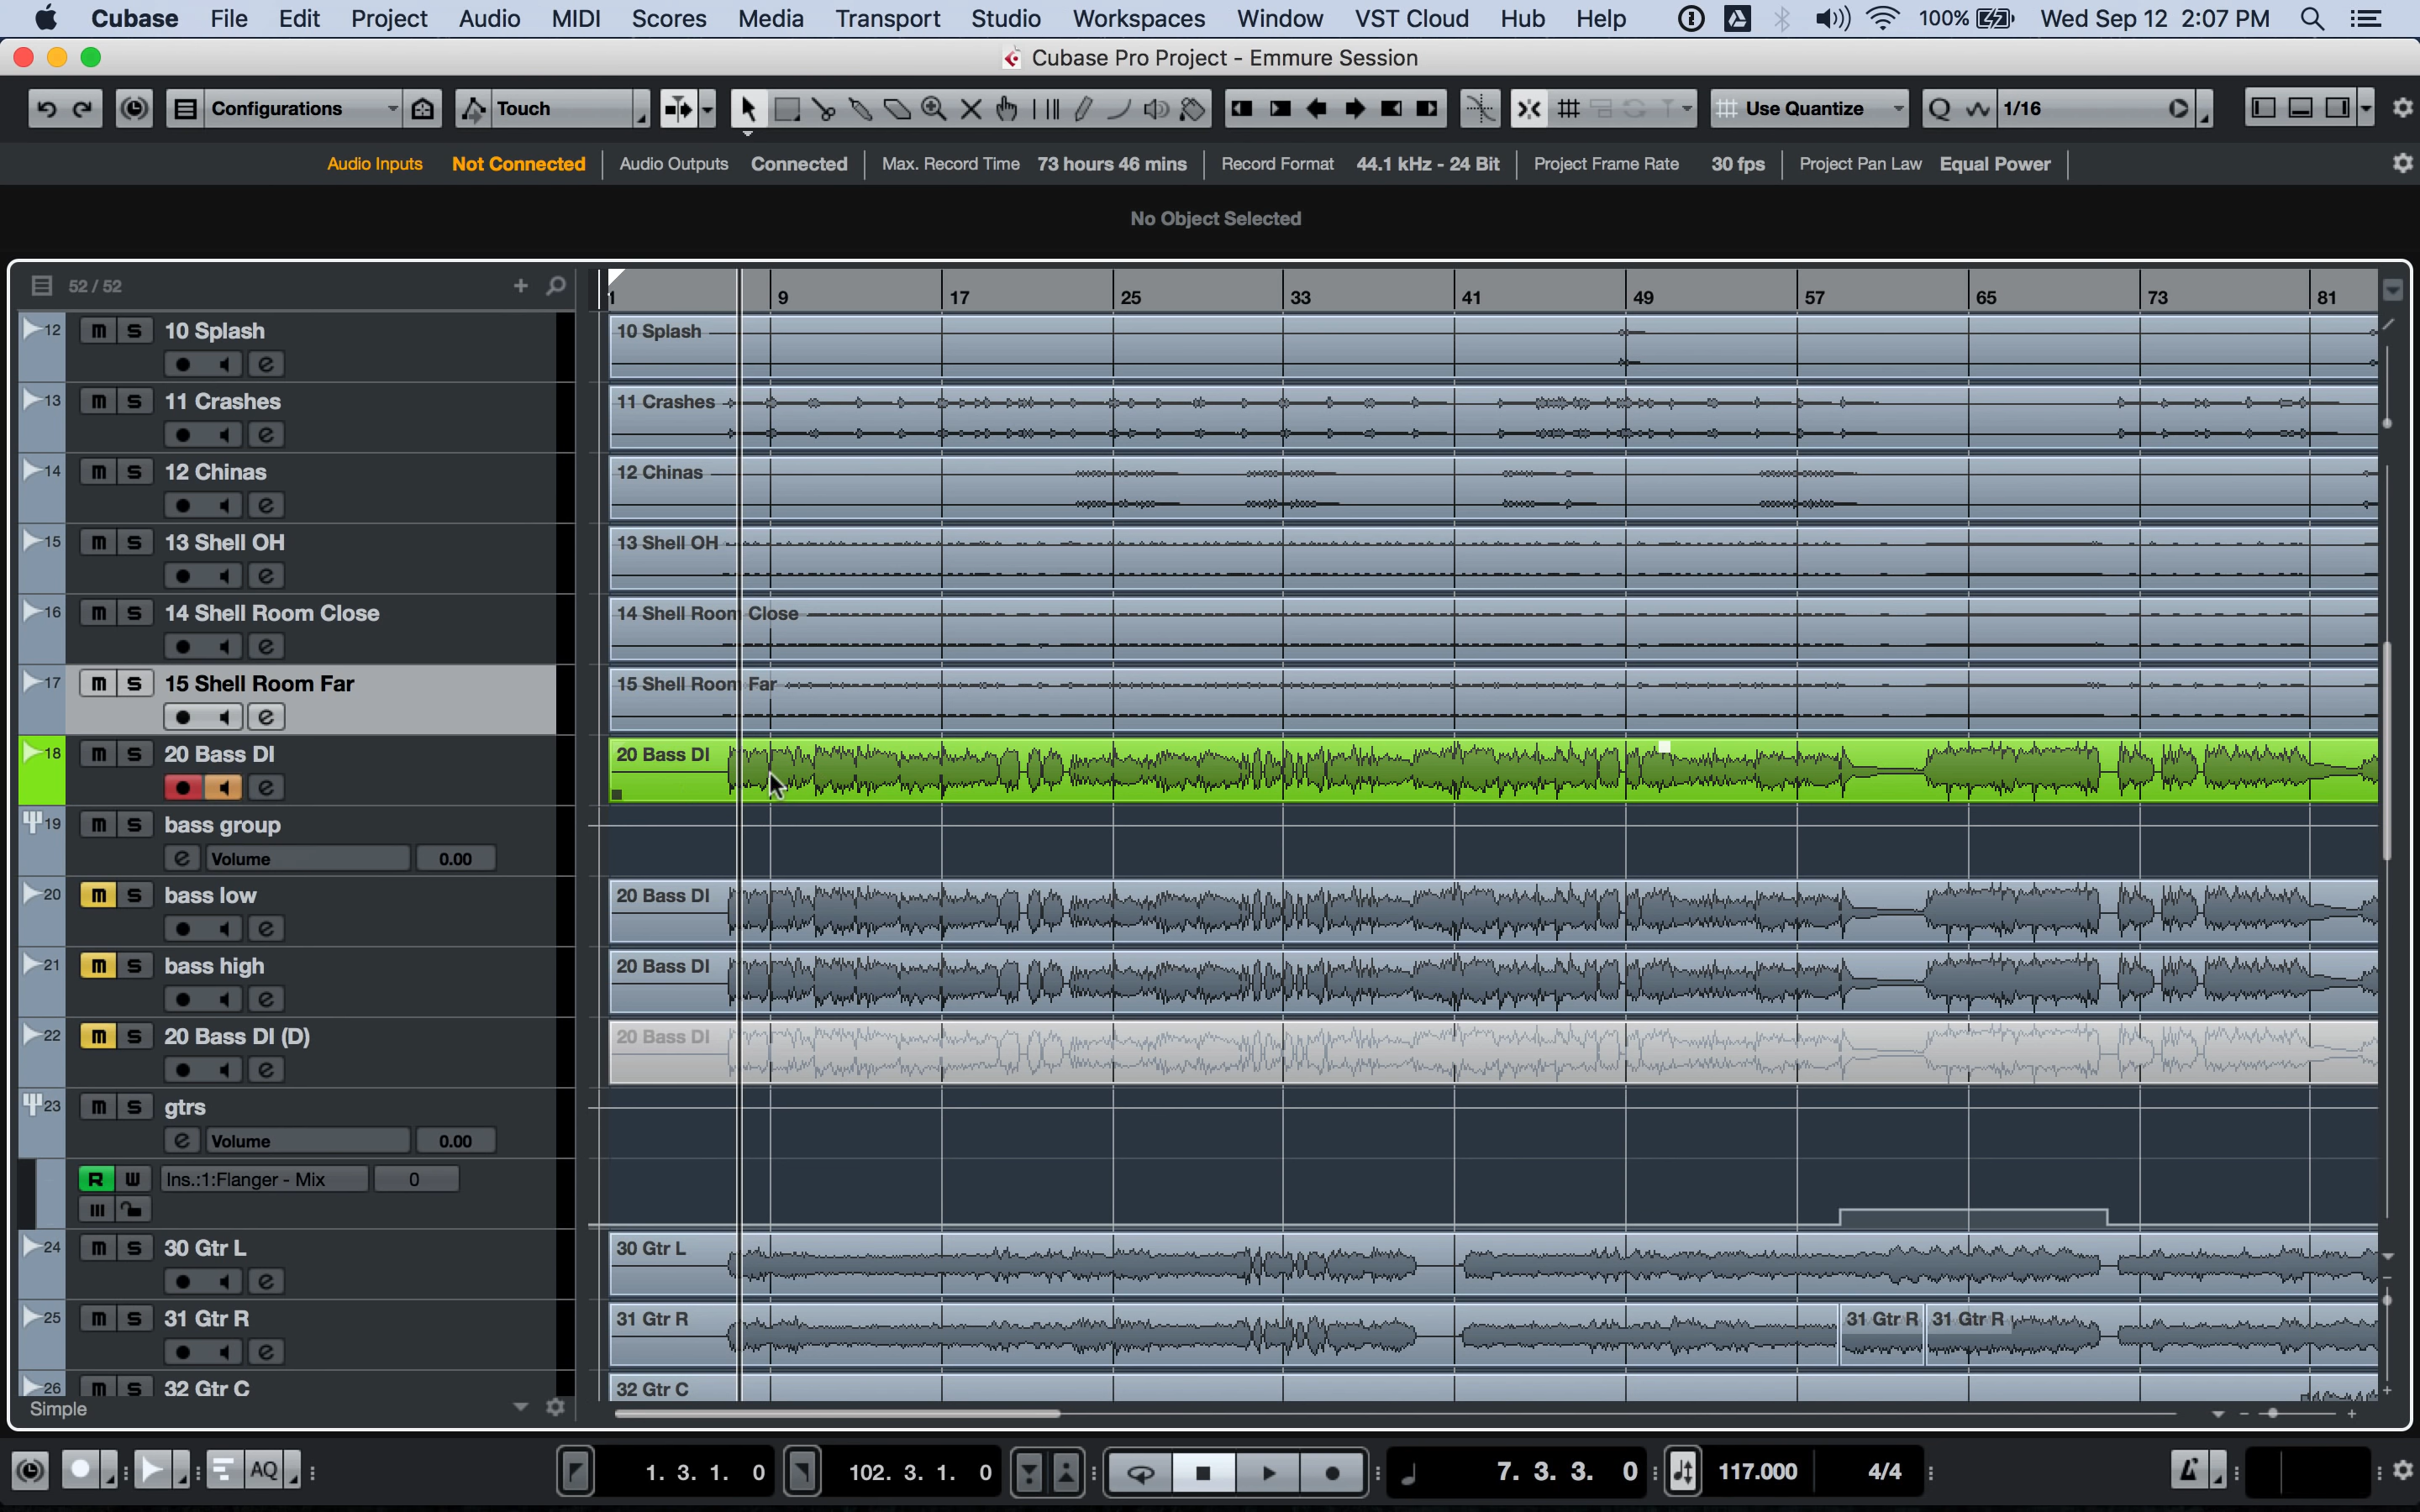 Cubase File Edit Project Audio MIDI Scores Media Transport Studio Workspaces Window VST Cloud Hub Help 100% Wed Sep 12 2:07 PM
Cubase Pro Project - Emmure Session
Configurations Touch Use Quantize 1/16
Audio Inputs Not Connected Audio Outputs Connected Max. Record Time 73 hours 46 mins Record Format 44.1 kHz - 24 Bit Project Frame Rate 30 fps Project Pan Law Equal Power
No Object Selected
52 / 52
1 9 17 25 33 41 49 57 65 73 81
12 m S 10 Splash 10 Splash
e
13 m S 11 Crashes 11 Crashes
e
14 m S 12 Chinas 12 Chinas
e
15 m S 13 Shell OH 13 Shell OH
e
16 m S 14 Shell Room Close 14 Shell Room Close
e
17 m S 15 Shell Room Far 15 Shell Room Far
e
18 m S 20 Bass DI 20 Bass DI
e
19 m S bass group
e Volume 0.00
20 m S bass low 20 Bass DI
e
21 m S bass high 20 Bass DI
e
22 m S 20 Bass DI (D) 20 Bass DI
e
23 m S gtrs
e Volume 0.00
R W Ins.:1:Flanger - Mix 0
24 m S 30 Gtr L 30 Gtr L
e
25 m S 31 Gtr R 31 Gtr R 31 Gtr R 31 Gtr R
e
26 m S 32 Gtr C 32 Gtr C
Simple
AQ 1. 3. 1. 0 102. 3. 1. 0 7. 3. 3. 0 117.000 4/4